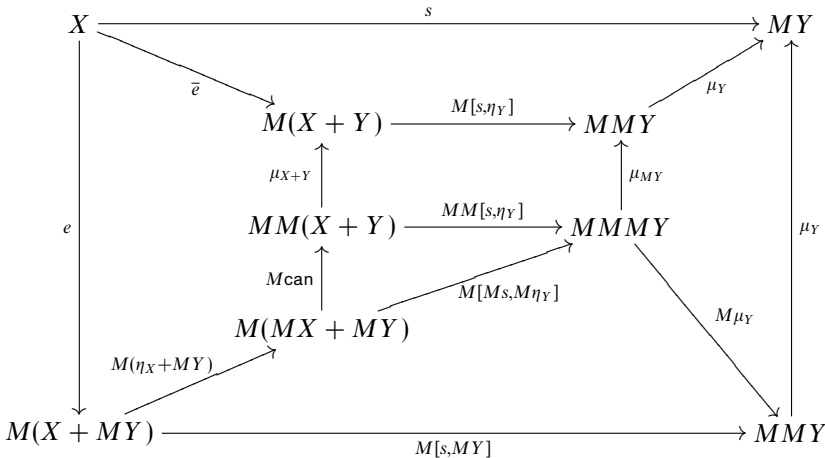 s
X MY
ē μ_Y
M[s,η_Y]
M(X + Y) MMY
μ_{X+Y} μ_{MY}
e MM[s,η_Y] μ_Y
MM(X + Y) MMMY
Mcan M[Ms,Mη_Y]
M(MX + MY) Mμ_Y
M(η_X+MY)
M(X + MY) MMY
M[s,MY]